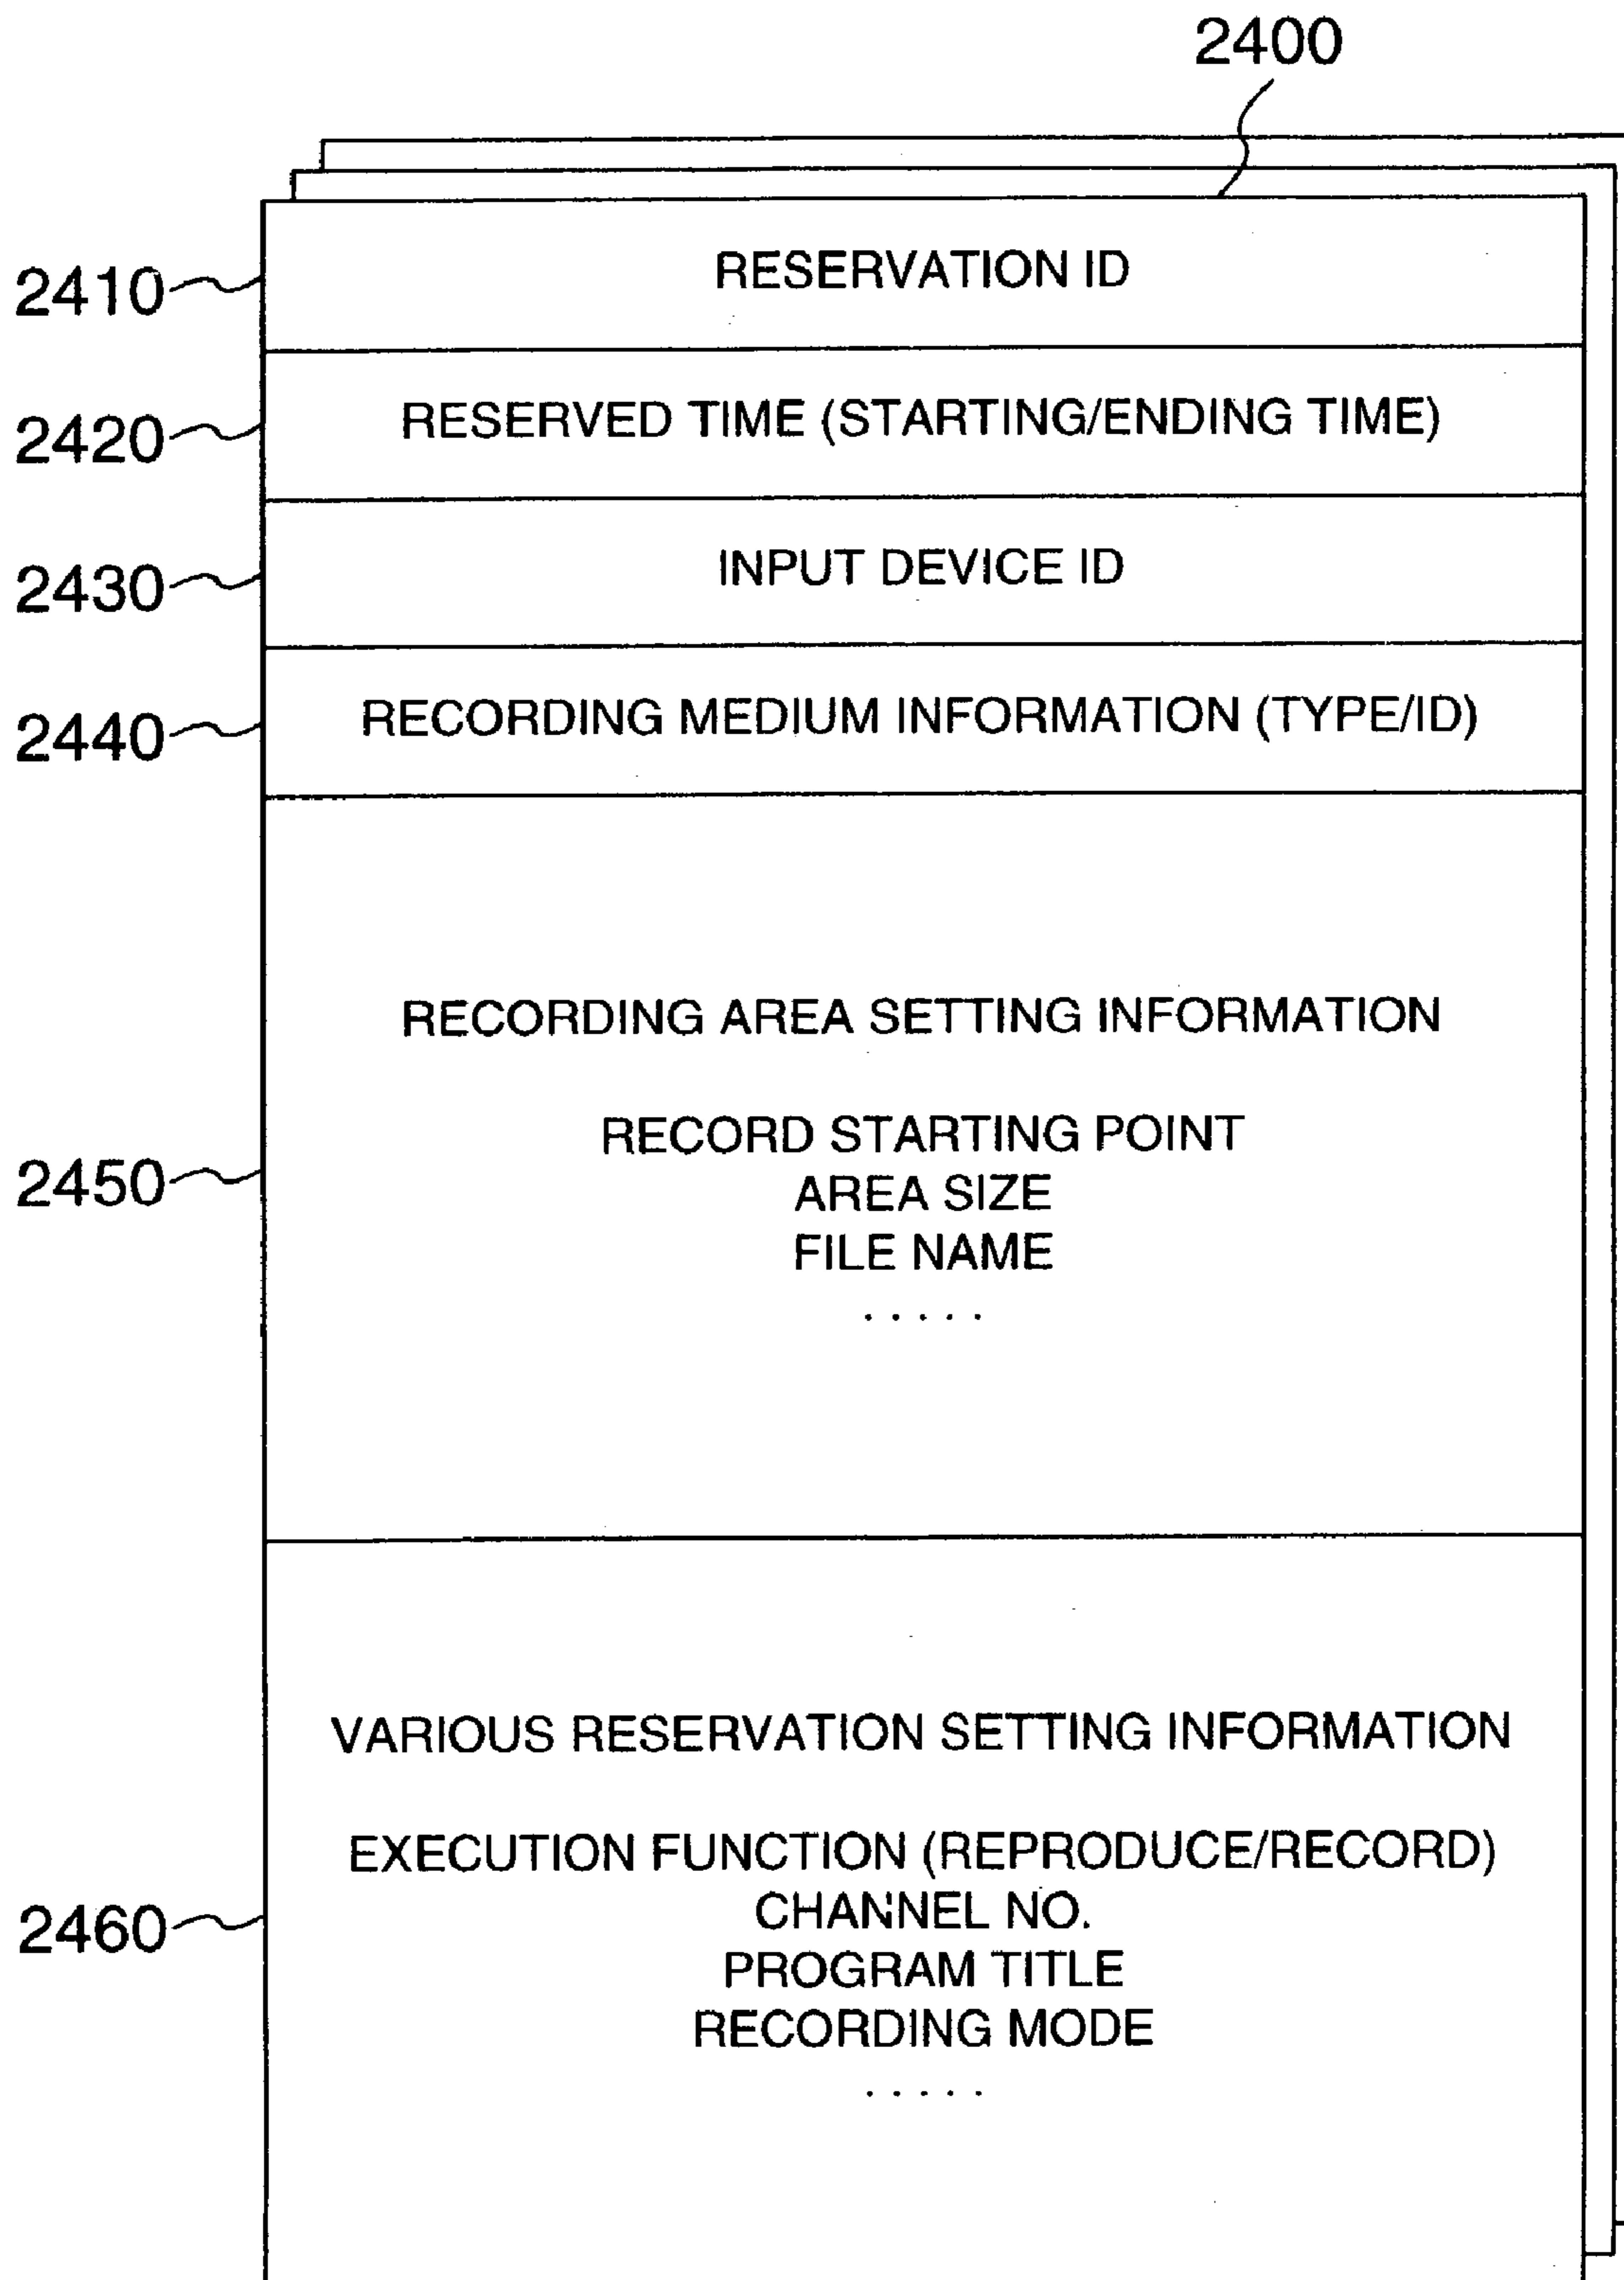 2400
2410
RESERVATION ID
2420
RESERVED TIME (STARTING/ENDING TIME)
2430
INPUT DEVICE ID
2440
RECORDING MEDIUM INFORMATION (TYPE/ID)
RECORDING AREA SETTING INFORMATION
RECORD STARTING POINT
2450
AREA SIZE
FILE NAME
.....
VARIOUS RESERVATION SETTING INFORMATION
EXECUTION FUNCTION (REPRODUCE/RECORD)
2460
CHANNEL NO.
PROGRAM TITLE
RECORDING MODE
.....